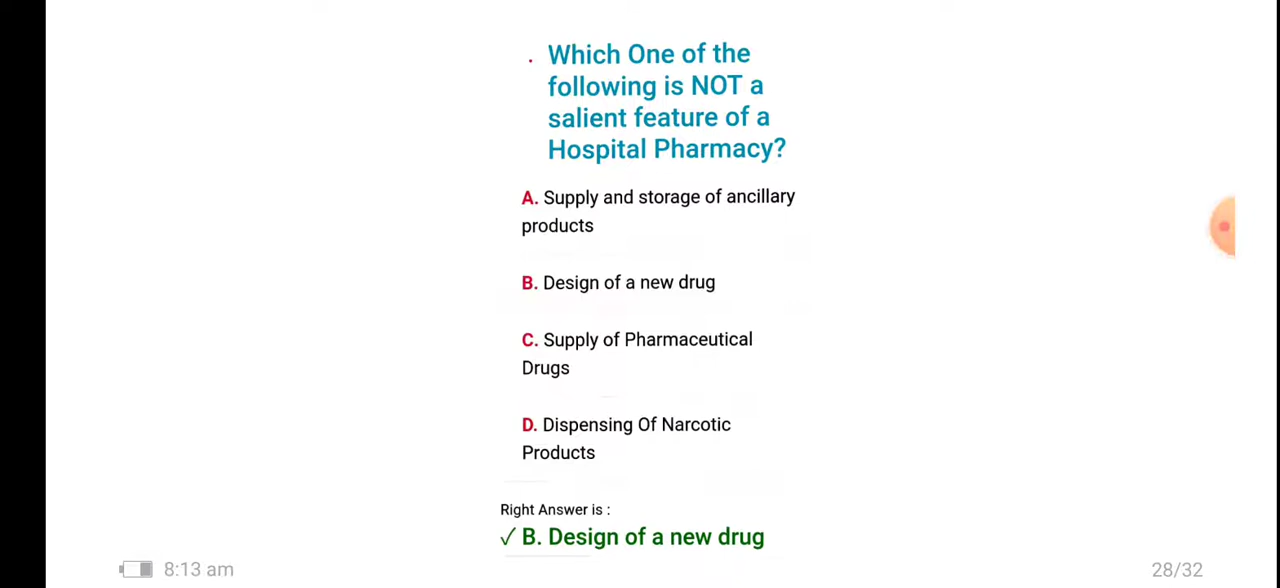 Which One of the
following is NOT a
salient feature of a
Hospital Pharmacy?
A. Supply and storage of ancillary
products
B. Design of a new drug
C. Supply of Pharmaceutical
Drugs
D. Dispensing Of Narcotic
Products
Right Answer is :
✓ B. Design of a new drug
8:13 am
28/32